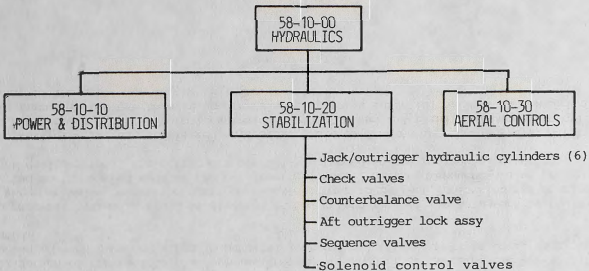 58-10-00
HYDRAULICS
58-10-10
POWER & DISTRIBUTION
58-10-20
STABILIZATION
58-10-30
AERIAL CONTROLS
Jack/outrigger hydraulic cylinders (6)
Check valves
Counterbalance valve
Aft outrigger lock assy
Sequence valves
Solenoid control valves